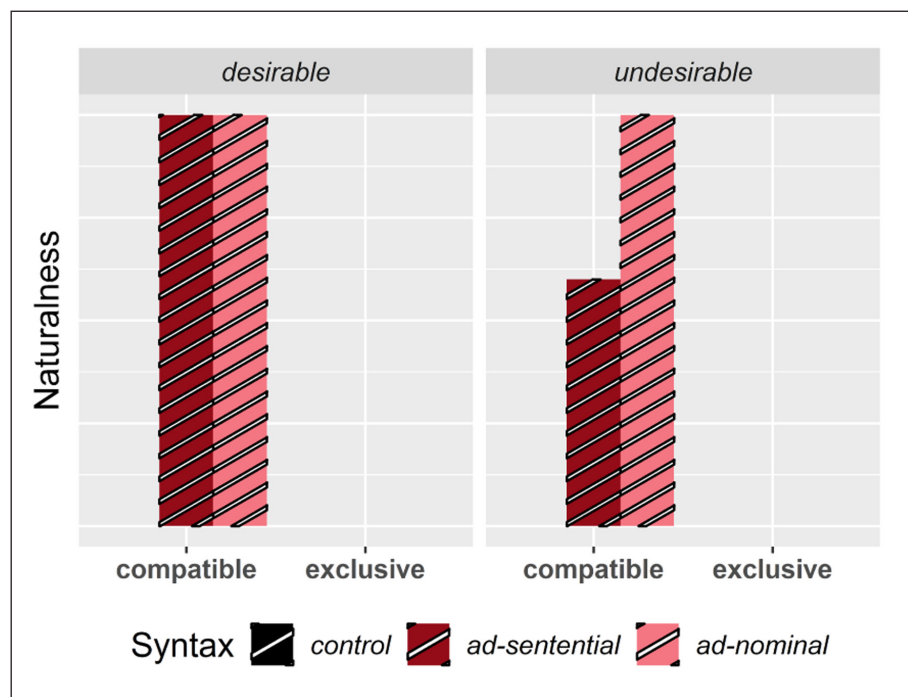 desirable
undesirable
Naturalness
compatible
exclusive
compatible
exclusive
Syntax control ad-sentential ad-nominal